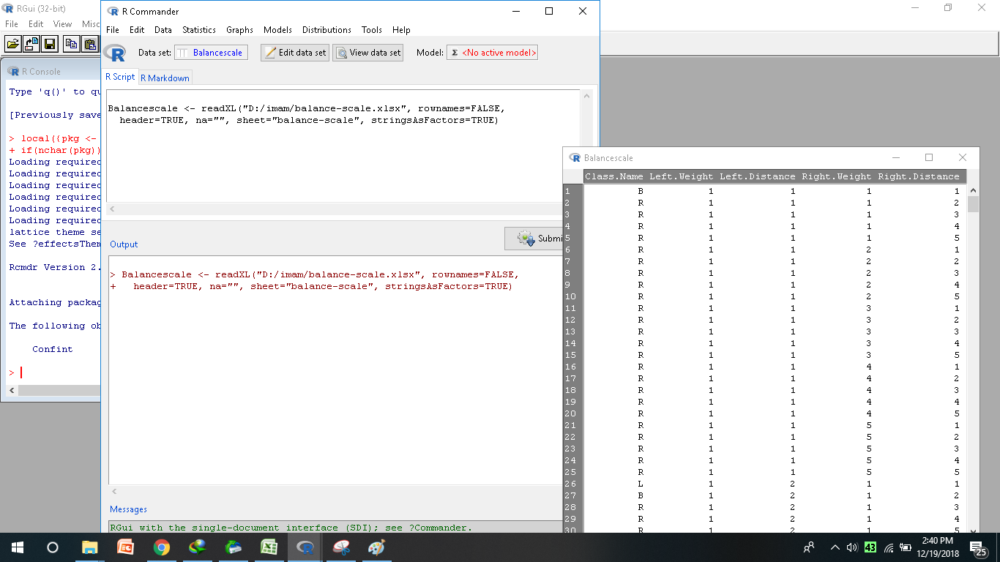 RGui (32-bit)
File Edit View Misc
R Console
Type 'q()' to qu
[Previously save
> local({pkg <-
+ if(nchar(pkg))
Loading required
Loading required
Loading required
Loading required
Loading required
Loading required
lattice theme se
See ?effectsThem
Rcmdr Version 2.
Attaching packag
The following ob
Confint
>
R Commander
File Edit Data Statistics Graphs Models Distributions Tools Help
Data set: Balancescale Edit data set View data set Model: Σ <No active model>
R Script R Markdown
Balancescale <- readXL("D:/imam/balance-scale.xlsx", rownames=FALSE,
header=TRUE, na="", sheet="balance-scale", stringsAsFactors=TRUE)
Output
Submi
> Balancescale <- readXL("D:/imam/balance-scale.xlsx", rownames=FALSE,
+ header=TRUE, na="", sheet="balance-scale", stringsAsFactors=TRUE)
Messages
RGui with the single-document interface (SDI); see ?Commander.
Balancescale
Class.Name Left.Weight Left.Distance Right.Weight Right.Distance
1 B 1 1 1 1
2 R 1 1 1 2
3 R 1 1 1 3
4 R 1 1 1 4
5 R 1 1 1 5
6 R 1 1 2 1
7 R 1 1 2 2
8 R 1 1 2 3
9 R 1 1 2 4
10 R 1 1 2 5
11 R 1 1 3 1
12 R 1 1 3 2
13 R 1 1 3 3
14 R 1 1 3 4
15 R 1 1 3 5
16 R 1 1 4 1
17 R 1 1 4 2
18 R 1 1 4 3
19 R 1 1 4 4
20 R 1 1 4 5
21 R 1 1 5 1
22 R 1 1 5 2
23 R 1 1 5 3
24 R 1 1 5 4
25 R 1 1 5 5
26 L 1 2 1 1
27 B 1 2 1 2
28 R 1 2 1 3
29 R 1 2 1 4
30 R 1 2 1 5
43
2:40 PM
12/19/2018
25